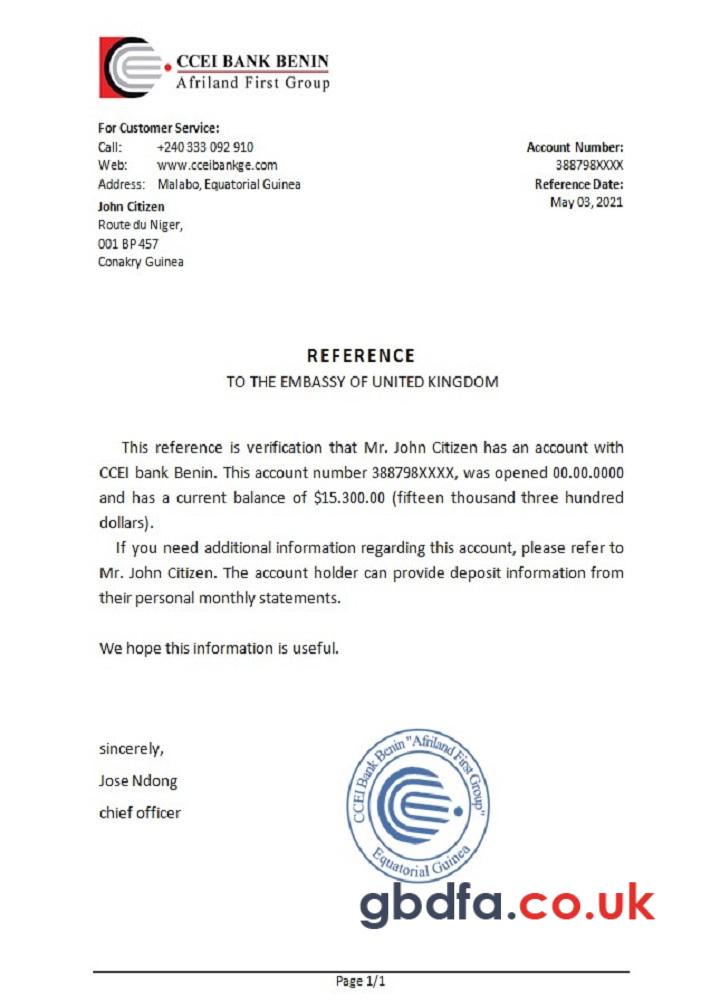 CCEI BANK BENIN
Afriland First Group
For Customer Service:
Call: +240 333 092 910
Web: www.cceibankge.com
Address: Malabo, Equatorial Guinea
Account Number:
388798XXXX
Reference Date:
May 03, 2021
John Citizen
Route du Niger,
001 BP 457
Conakry Guinea
REFERENCE
TO THE EMBASSY OF UNITED KINGDOM
This reference is verification that Mr. John Citizen has an account with
CCEI bank Benin. This account number 388798XXXX, was opened 00.00.0000
and has a current balance of $15.300.00 (fifteen thousand three hundred
dollars).
If you need additional information regarding this account, please refer to
Mr. John Citizen. The account holder can provide deposit information from
their personal monthly statements.
We hope this information is useful.
sincerely,
Jose Ndong
chief officer
CCEI Bank Benin "Afriland First Group"
Equatorial Guinea
gbdfa.co.uk
Page 1/1